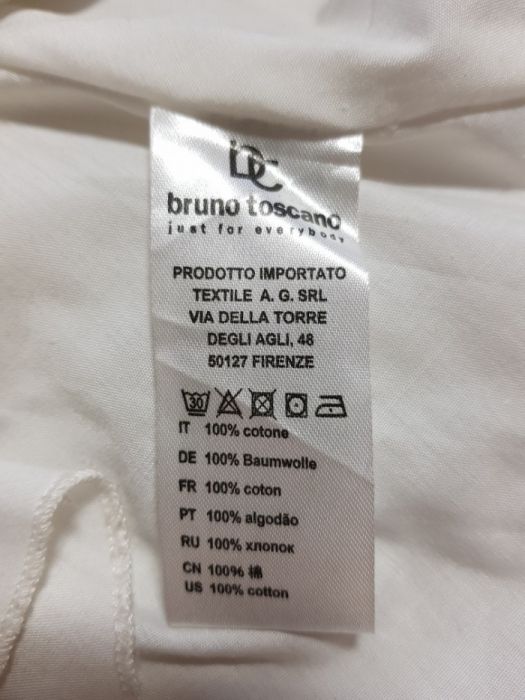 DC
bruno toscano
just for everybody
PRODOTTO IMPORTATO
TEXTILE A. G. SRL
VIA DELLA TORRE
DEGLI AGLI, 48
50127 FIRENZE
30
IT 100% cotone
DE 100% Baumwolle
FR 100% coton
PT 100% algodão
RU 100% хлопок
CN 100% 棉
US 100% cotton